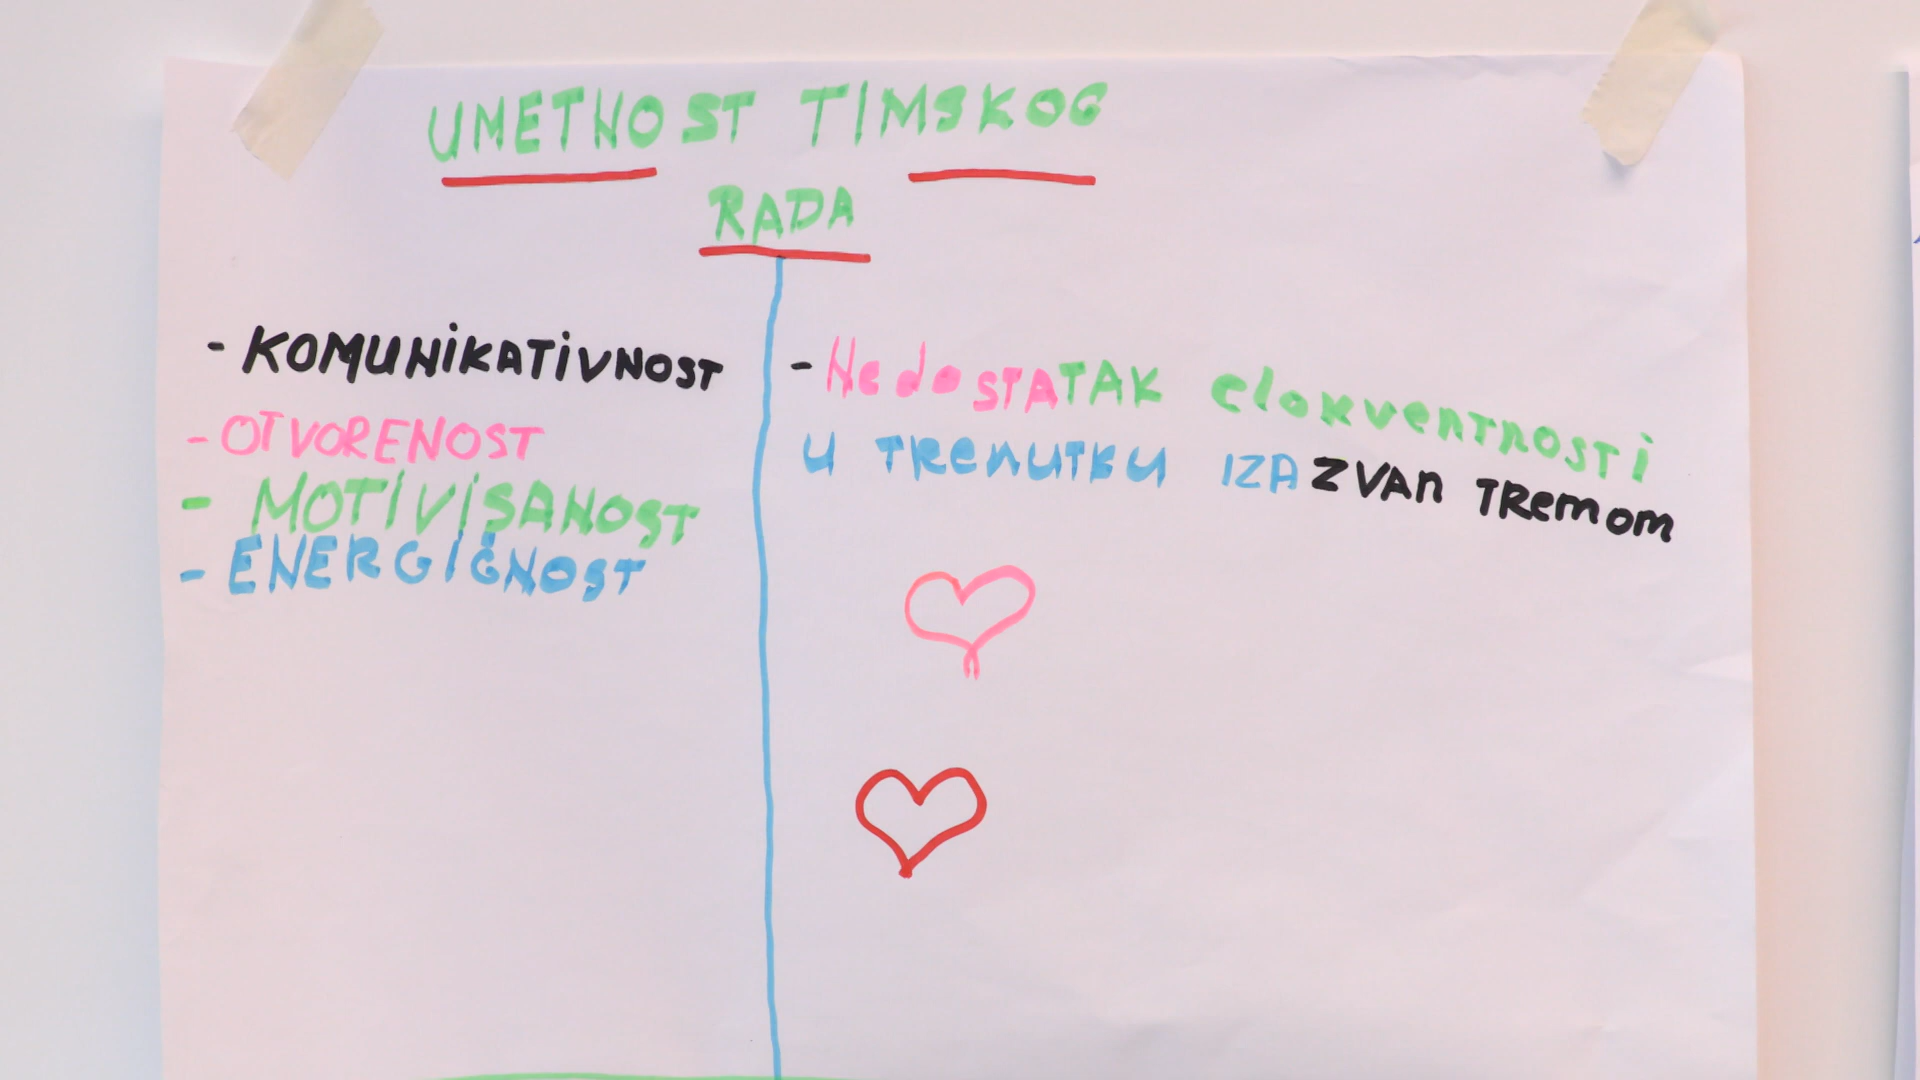 UMETNOST TIMSKOG
RADA
- KOMUNiKATiVNOST
- OTVORENOST
- MOTIVISANOST
- ENERGIČNOST
- NedoSTATAK elokventnosti
u TRenutku IZAZVAn TRemom